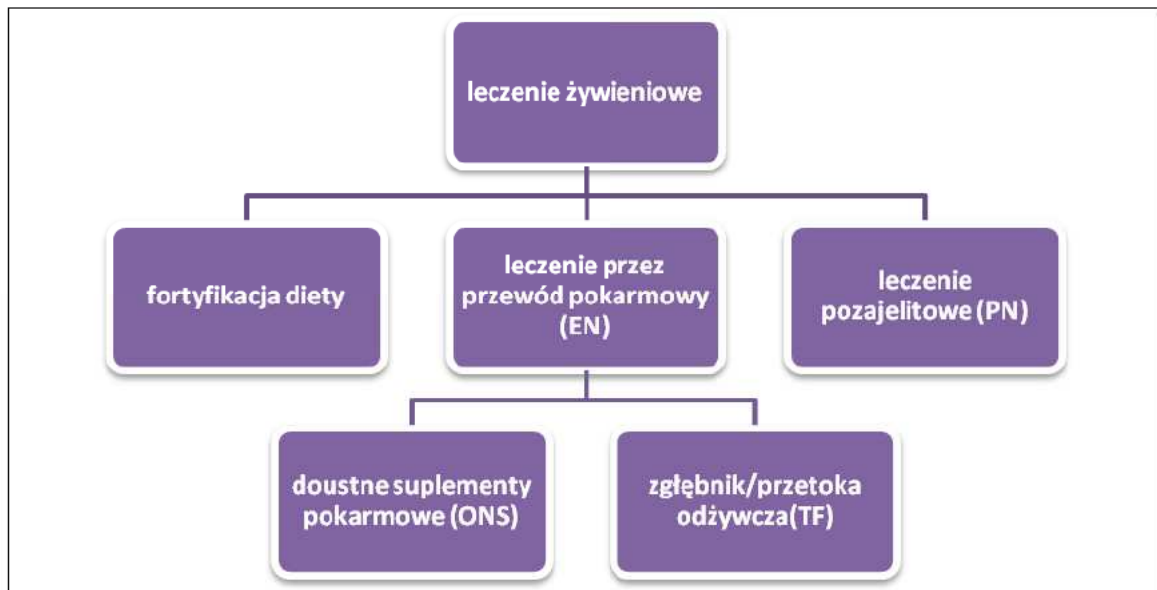 leczenie żywieniowe
fortyfikacja diety
leczenie przez
przewód pokarmowy
(EN)
leczenie
pozajelitowe (PN)
doustne suplementy
pokarmowe (ONS)
zgłębnik/przetoka
odżywcza(TF)